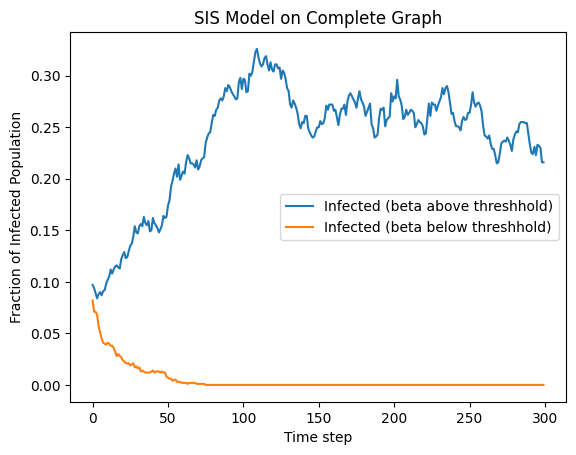 SIS Model on Complete Graph
Fraction of Infected Population
0.30
0.25
0.20
0.15
0.10
0.05
0.00
Infected (beta above threshhold)
Infected (beta below threshhold)
0 50 100 150 200 250 300
Time step